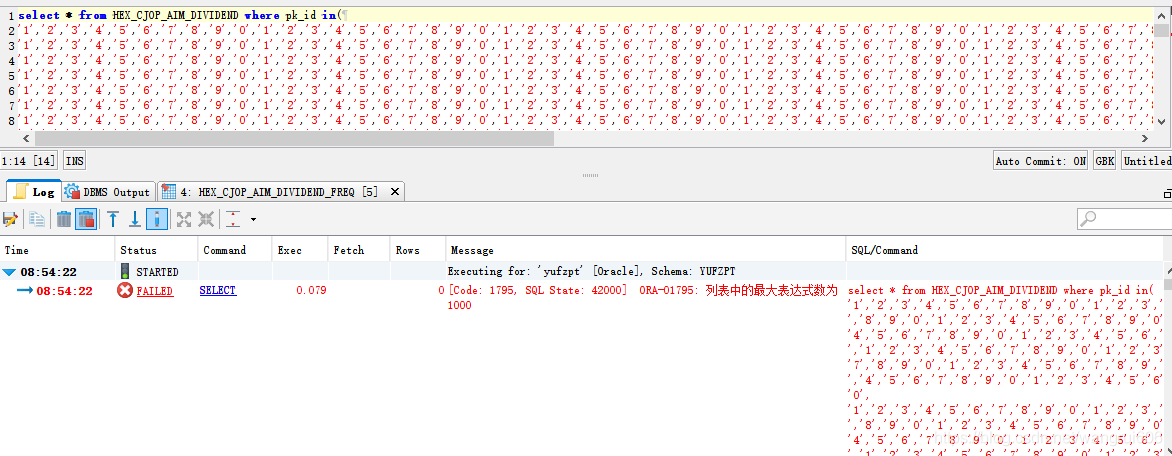 1 select * from HEX_CJOP_AIM_DIVIDEND where pk_id in(
2 '1','2','3','4','5','6','7','8','9','0','1','2','3','4','5','6','7','8','9','0','1','2','3','4','5','6','7','8','9','0','1','2','3','4','5','6','7','8','9','0','1','2','3','4','5','6','7','8
3 '1','2','3','4','5','6','7','8','9','0','1','2','3','4','5','6','7','8','9','0','1','2','3','4','5','6','7','8','9','0','1','2','3','4','5','6','7','8','9','0','1','2','3','4','5','6','7','8
4 '1','2','3','4','5','6','7','8','9','0','1','2','3','4','5','6','7','8','9','0','1','2','3','4','5','6','7','8','9','0','1','2','3','4','5','6','7','8','9','0','1','2','3','4','5','6','7','8
5 '1','2','3','4','5','6','7','8','9','0','1','2','3','4','5','6','7','8','9','0','1','2','3','4','5','6','7','8','9','0','1','2','3','4','5','6','7','8','9','0','1','2','3','4','5','6','7','8
6 '1','2','3','4','5','6','7','8','9','0','1','2','3','4','5','6','7','8','9','0','1','2','3','4','5','6','7','8','9','0','1','2','3','4','5','6','7','8','9','0','1','2','3','4','5','6','7','8
7 '1','2','3','4','5','6','7','8','9','0','1','2','3','4','5','6','7','8','9','0','1','2','3','4','5','6','7','8','9','0','1','2','3','4','5','6','7','8','9','0','1','2','3','4','5','6','7','8
8 '1','2','3','4','5','6','7','8','9','0','1','2','3','4','5','6','7','8','9','0','1','2','3','4','5','6','7','8','9','0','1','2','3','4','5','6','7','8','9','0','1','2','3','4','5','6','7','8
1:14 [14] INS Auto Commit: ON GBK Untitled
Log DBMS Output 4: HEX_CJOP_AIM_DIVIDEND_FREQ [5]
Time Status Command Exec Fetch Rows Message SQL/Command
08:54:22 STARTED Executing for: 'yufzpt' [Oracle], Schema: YUFZPT
08:54:22 FAILED SELECT 0.079 0 [Code: 1795, SQL State: 42000] ORA-01795: 列表中的最大表达式数为
1000
select * from HEX_CJOP_AIM_DIVIDEND where pk_id in(
'1','2','3','4','5','6','7','8','9','0','1','2','3',
'8','9','0','1','2','3','4','5','6','7','8','9','0
'4','5','6','7','8','9','0','1','2','3','4','5','6',
','1','2','3','4','5','6','7','8','9','0','1','2','3
'7','8','9','0','1','2','3','4','5','6','7','8','9',
','4','5','6','7','8','9','0','1','2','3','4','5','6
'0',
'1','2','3','4','5','6','7','8','9','0','1','2','3',
'8','9','0','1','2','3','4','5','6','7','8','9','0